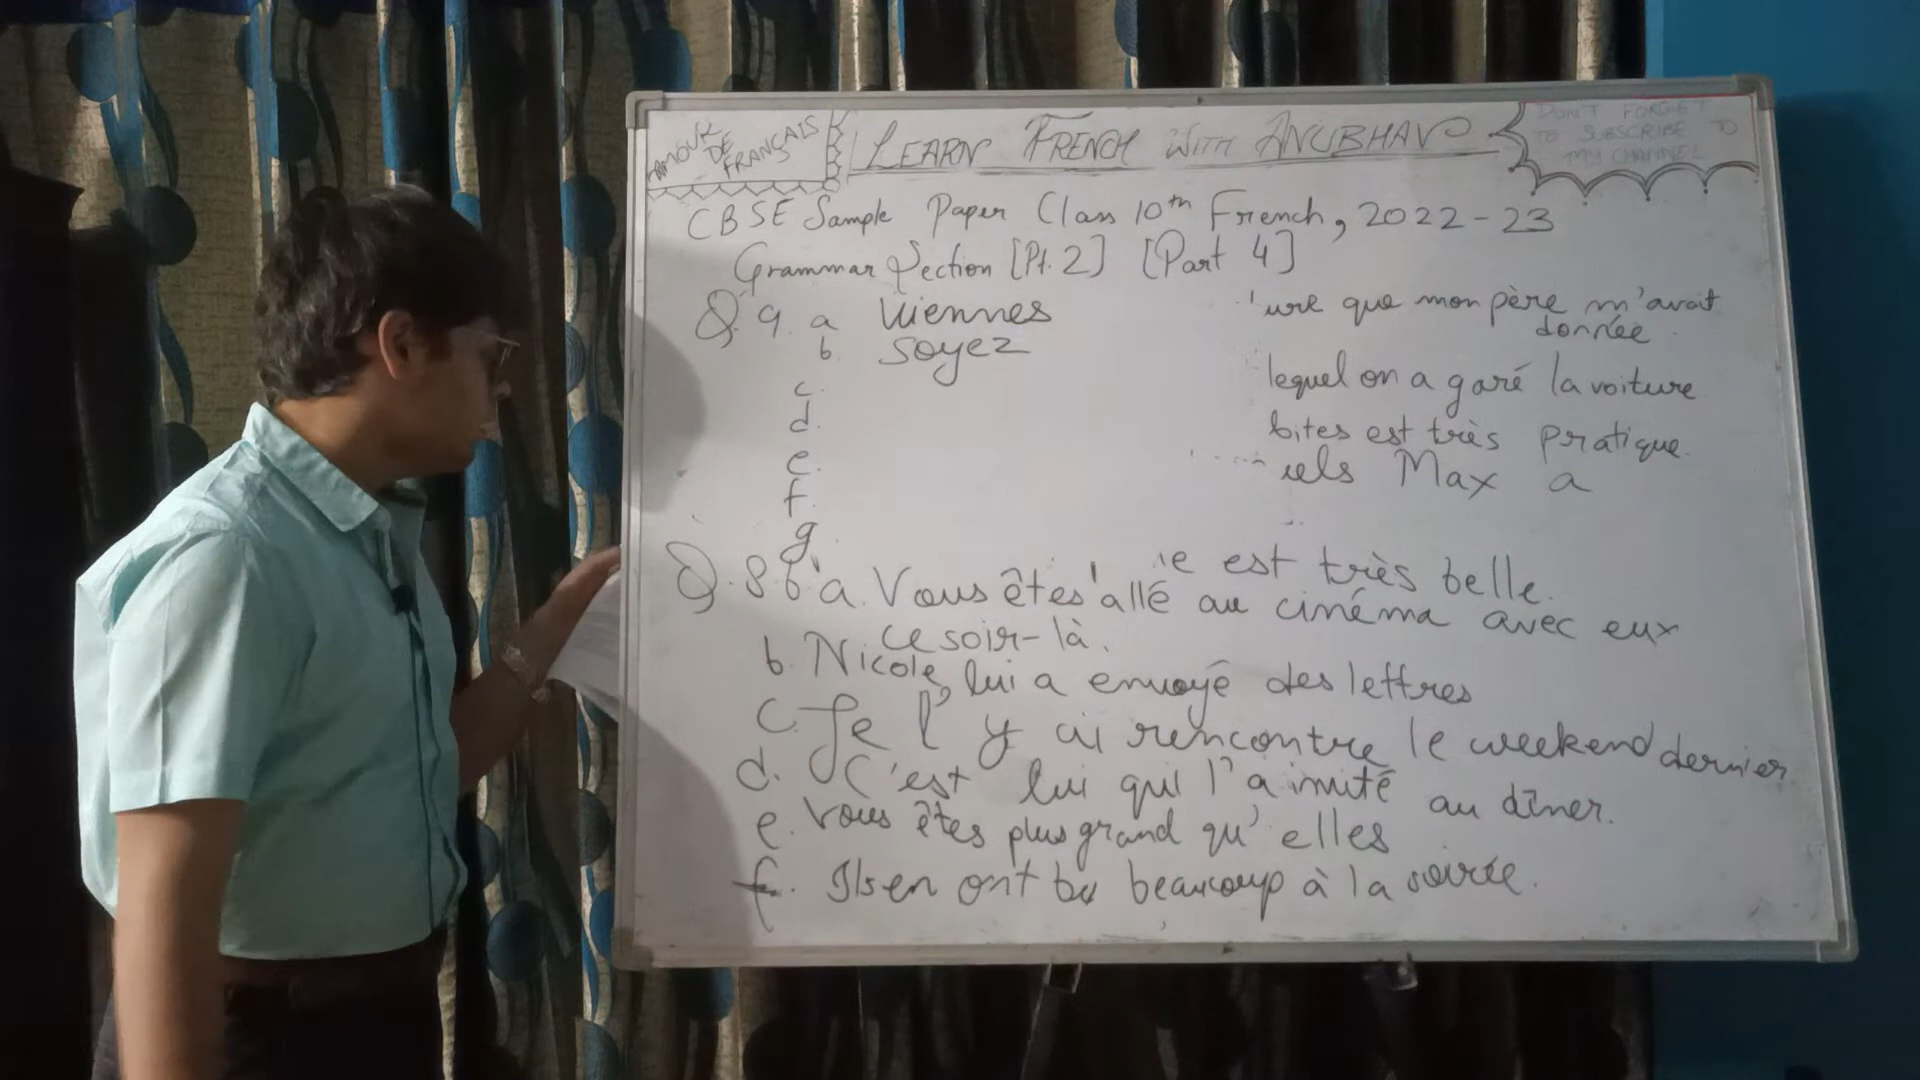 AMOUR DE FRANÇAIS
LEARN FRENCH WITH ANUBHAV
DON'T FORGET TO SUBSCRIBE TO MY CHANNEL
CBSE Sample Paper Class 10th French, 2022-23
Grammar Section [Pt. 2] [Part 4]
Q. 9. a Viennes
b. Soyez
c.
d.
e.
f.
g.
ure que mon père m'avait donnée
lequel on a garé la voiture
bites est très pratique.
uels Max a
e est très belle.
Q. 8 b a. Vous êtes allé au cinéma avec eux
ce soir-là.
b. Nicole lui a envoyé des lettres
c. Je l'y ai rencontre le weekend dernier
d. C'est lui qui l'a invité au dîner.
e. Vous êtes plus grand qu'elles
f. Ils en ont bu beaucoup à la soirée.